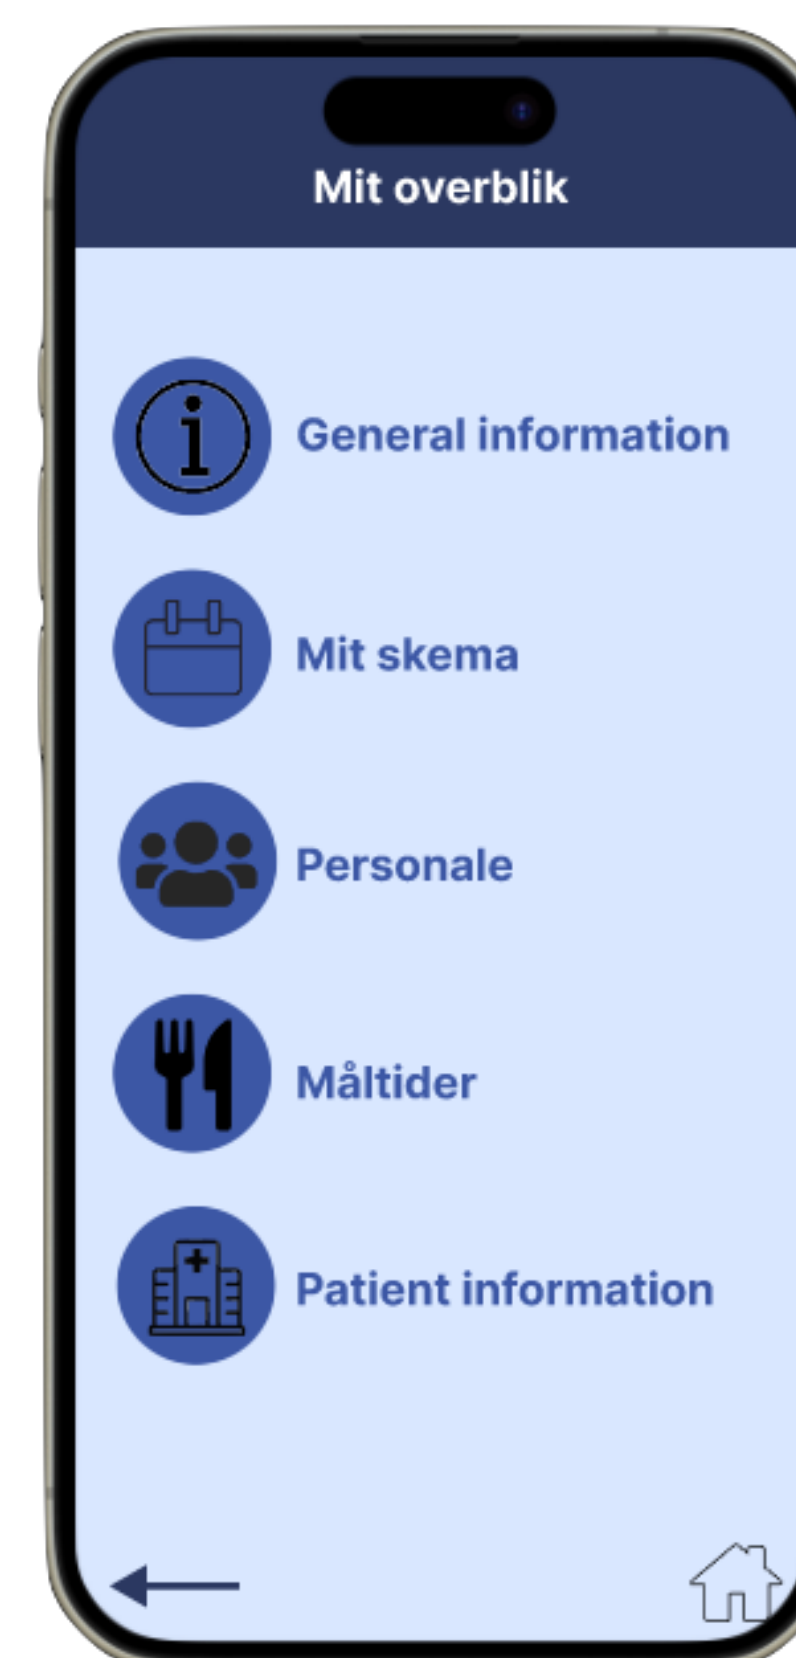 Mit overblik
General information
Mit skema
Personale
Måltider
Patient information